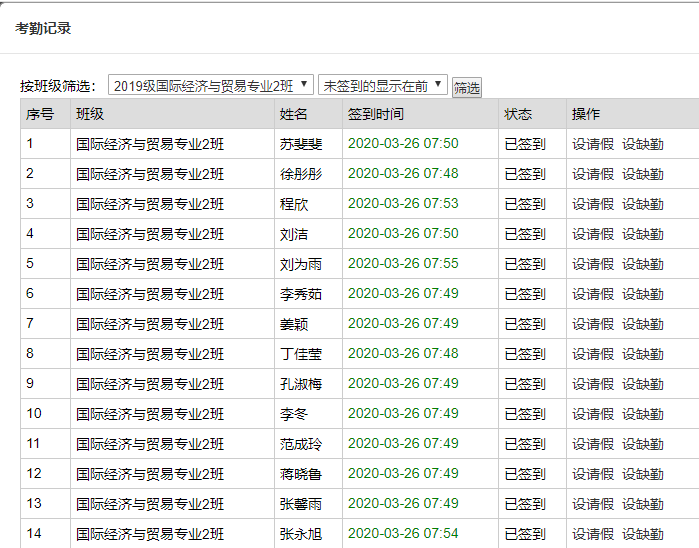 考勤记录
按班级筛选： 2019级国际经济与贸易专业2班 未签到的显示在前 筛选
序号 班级 姓名 签到时间 状态 操作
1 国际经济与贸易专业2班 苏斐斐 2020-03-26 07:50 已签到 设请假 设缺勤
2 国际经济与贸易专业2班 徐彤彤 2020-03-26 07:48 已签到 设请假 设缺勤
3 国际经济与贸易专业2班 程欣 2020-03-26 07:53 已签到 设请假 设缺勤
4 国际经济与贸易专业2班 刘洁 2020-03-26 07:50 已签到 设请假 设缺勤
5 国际经济与贸易专业2班 刘为雨 2020-03-26 07:55 已签到 设请假 设缺勤
6 国际经济与贸易专业2班 李秀茹 2020-03-26 07:49 已签到 设请假 设缺勤
7 国际经济与贸易专业2班 姜颖 2020-03-26 07:49 已签到 设请假 设缺勤
8 国际经济与贸易专业2班 丁佳莹 2020-03-26 07:48 已签到 设请假 设缺勤
9 国际经济与贸易专业2班 孔淑梅 2020-03-26 07:49 已签到 设请假 设缺勤
10 国际经济与贸易专业2班 李冬 2020-03-26 07:49 已签到 设请假 设缺勤
11 国际经济与贸易专业2班 范成玲 2020-03-26 07:49 已签到 设请假 设缺勤
12 国际经济与贸易专业2班 蒋晓鲁 2020-03-26 07:49 已签到 设请假 设缺勤
13 国际经济与贸易专业2班 张馨雨 2020-03-26 07:49 已签到 设请假 设缺勤
14 国际经济与贸易专业2班 张永旭 2020-03-26 07:54 已签到 设请假 设缺勤